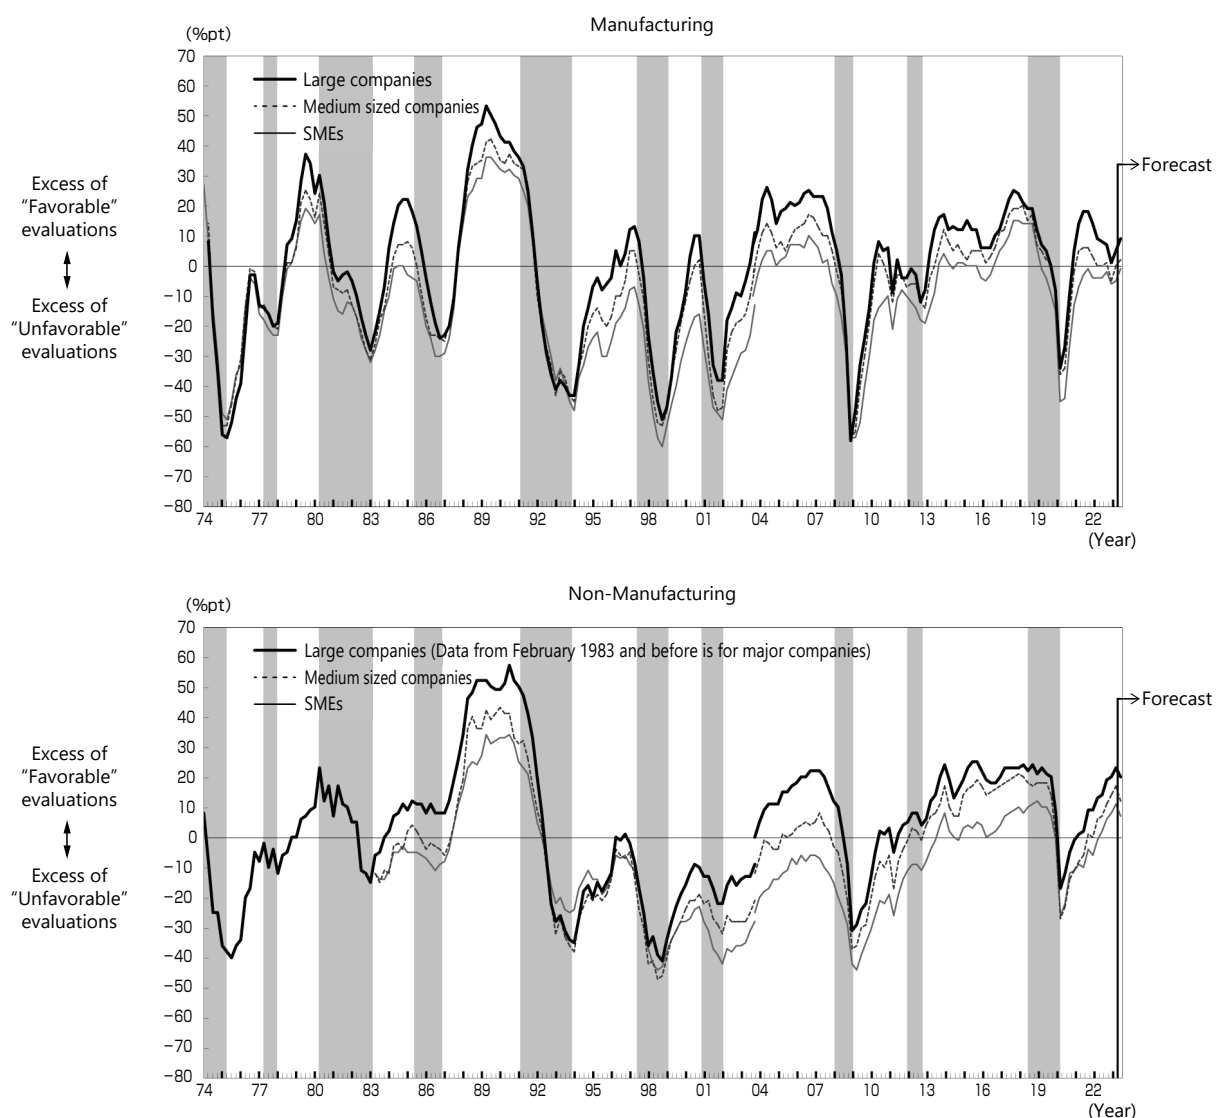 Manufacturing
(%pt)
70
60
50
40
30
20
10
0
−10
−20
−30
−40
−50
−60
−70
−80
Large companies
Medium sized companies
SMEs
Excess of
“Favorable”
evaluations
Excess of
“Unfavorable”
evaluations
Forecast
74 77 80 83 86 89 92 95 98 01 04 07 10 13 16 19 22
(Year)
Non-Manufacturing
(%pt)
70
60
50
40
30
20
10
0
−10
−20
−30
−40
−50
−60
−70
−80
Large companies (Data from February 1983 and before is for major companies)
Medium sized companies
SMEs
Excess of
“Favorable”
evaluations
Excess of
“Unfavorable”
evaluations
Forecast
74 77 80 83 86 89 92 95 98 01 04 07 10 13 16 19 22
(Year)